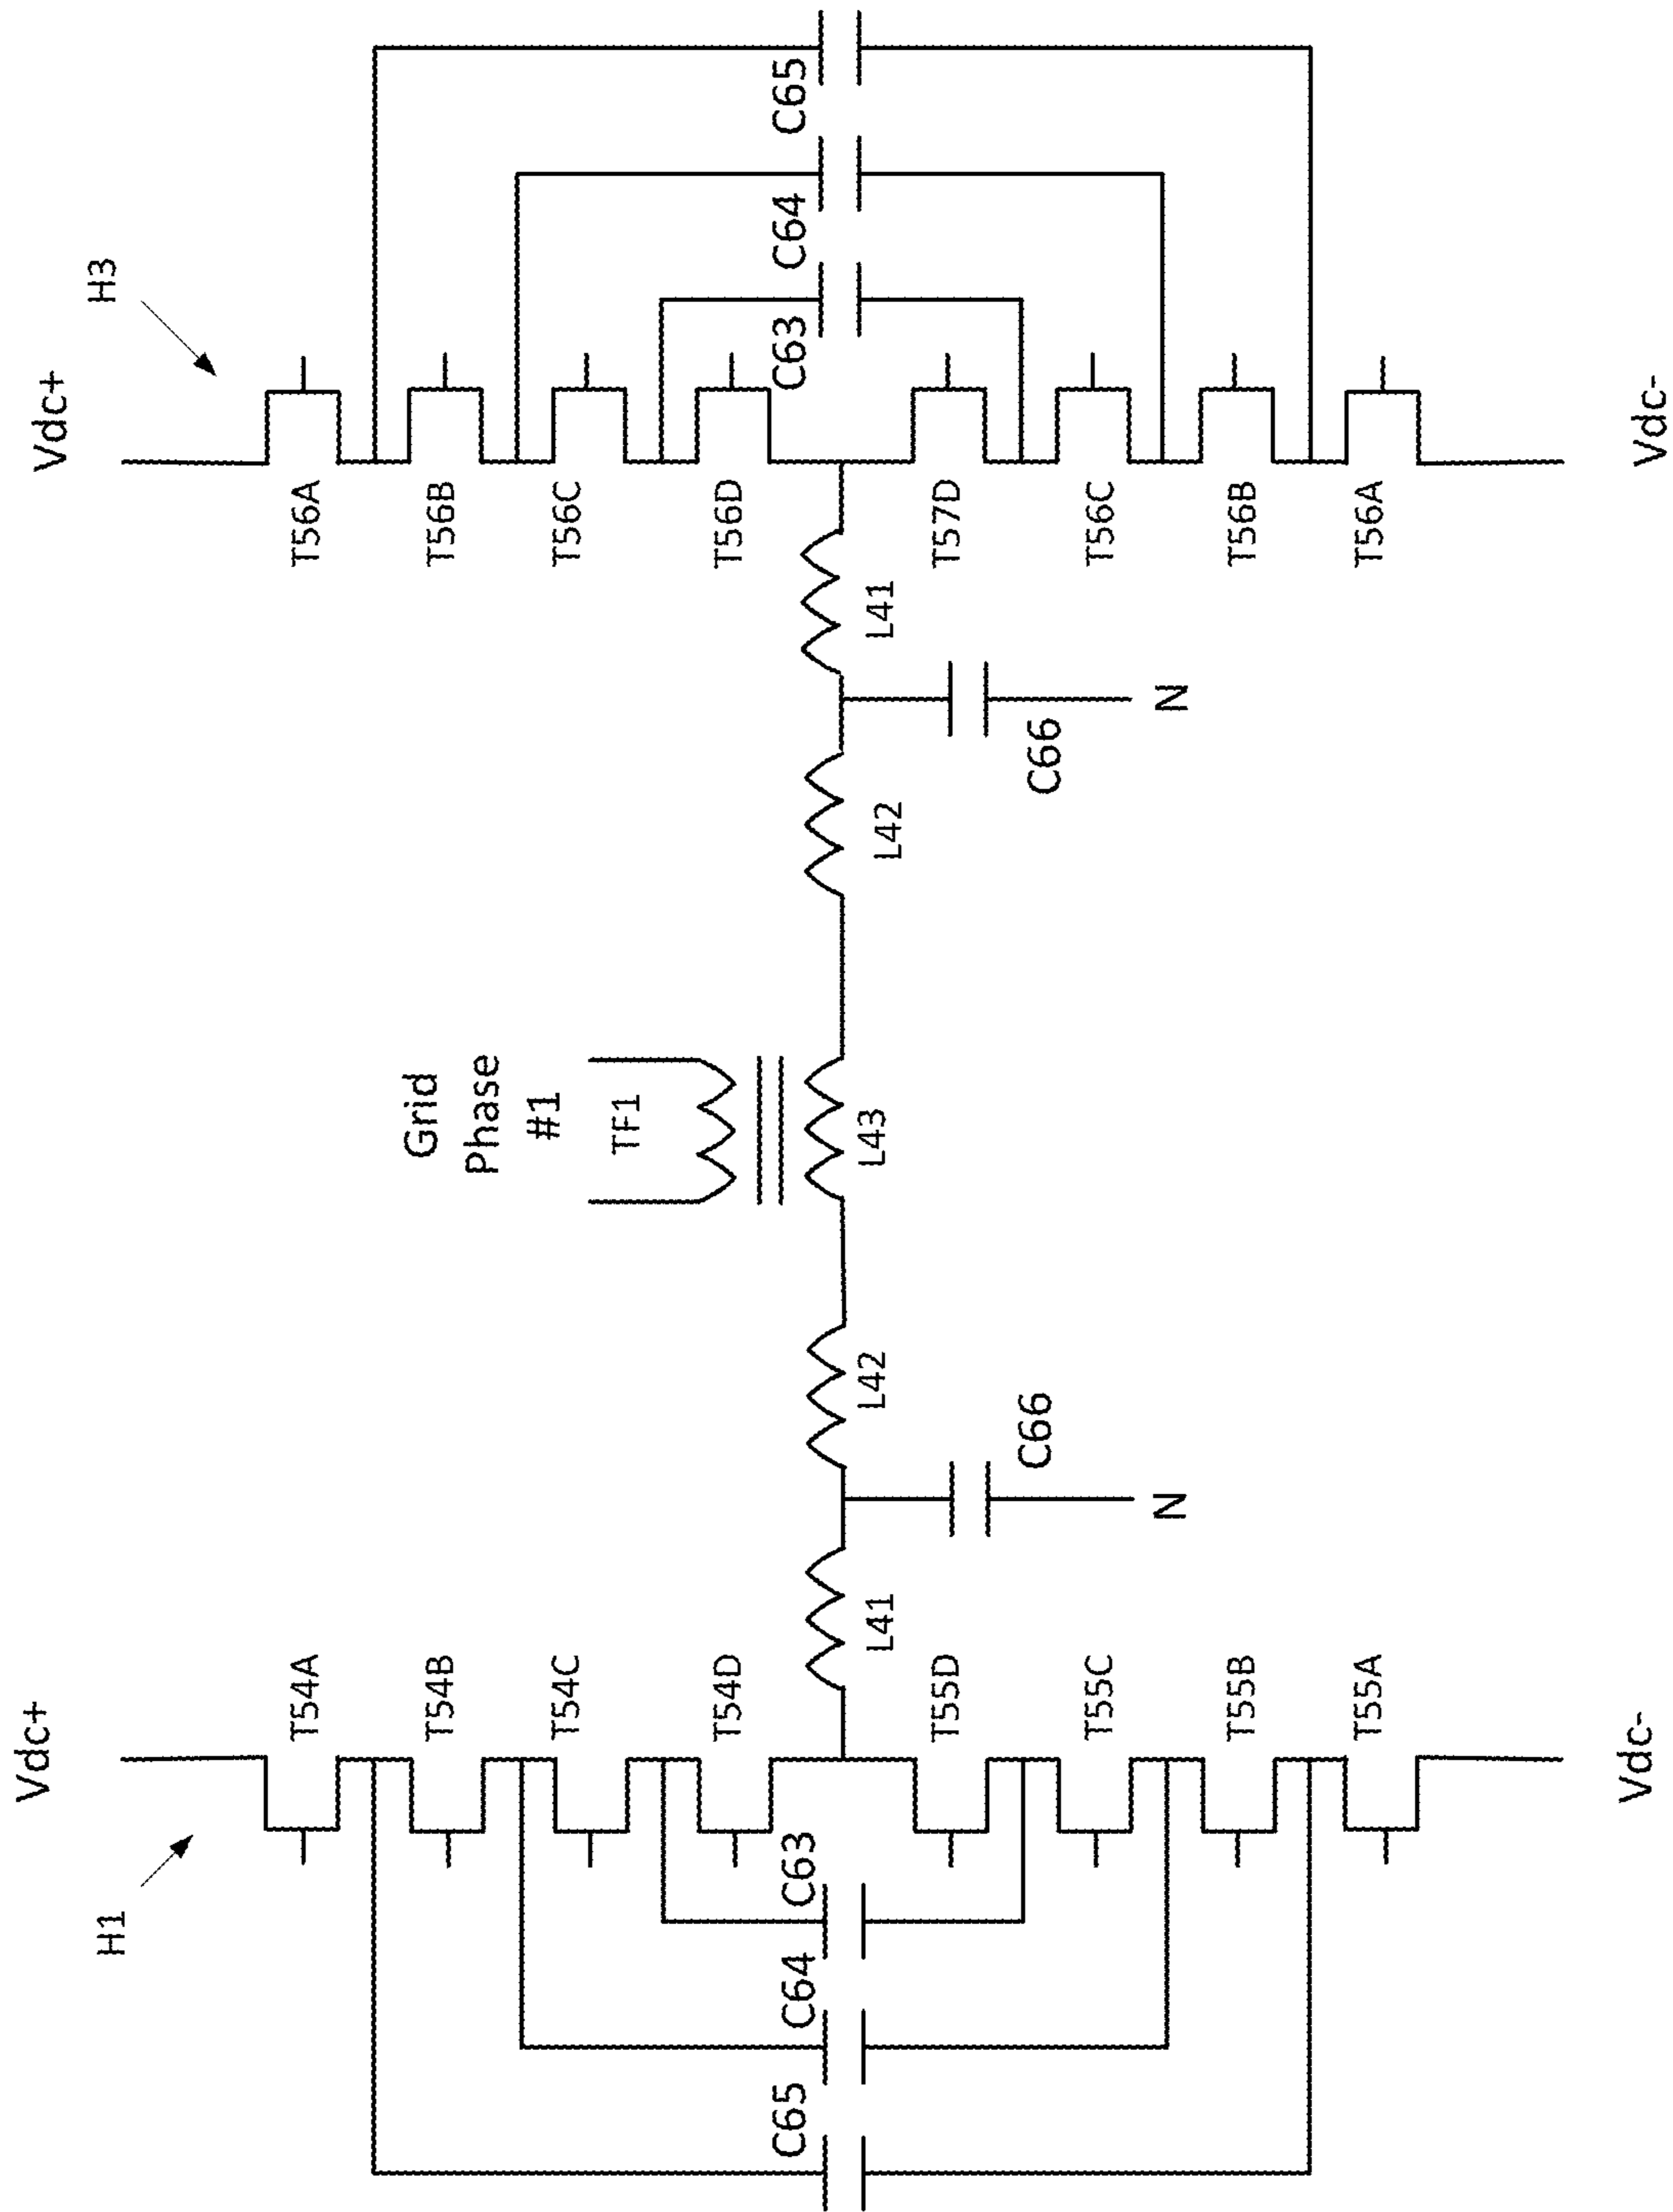 H1
Vdc+
Vdc+
H3
T54A
T54B
T54C
T54D
T55D
T55C
T55B
T55A
C65
C64
C63
L41
C66
N
L42
Grid
Phase
#1
TF1
L43
L42
C66
N
L41
T56A
T56B
T56C
T56D
T57D
T56C
T56B
T56A
C63
C64
C65
Vdc-
Vdc-